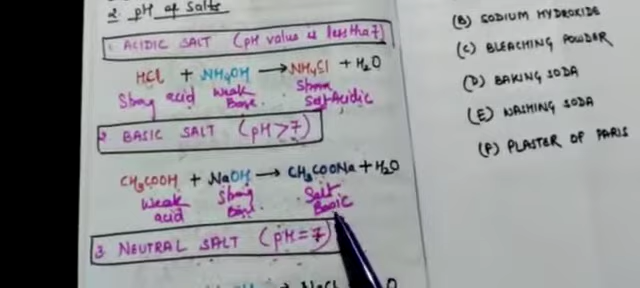 2. pH of Salts
1. ACIDIC SALT (pH value is less than 7)
HCl + NH4OH → NH4Cl + H2O
Strong acid Weak Base. Salt Acidic
2. BASIC SALT (pH > 7)
CH3COOH + NaOH → CH3COONa + H2O
Weak acid Strong Base. Salt Basic
3. NEUTRAL SALT (pH = 7)
(B) SODIUM HYDROXIDE
(C) BLEACHING POWDER
(D) BAKING SODA
(E) WASHING SODA
(F) PLASTER OF PARIS